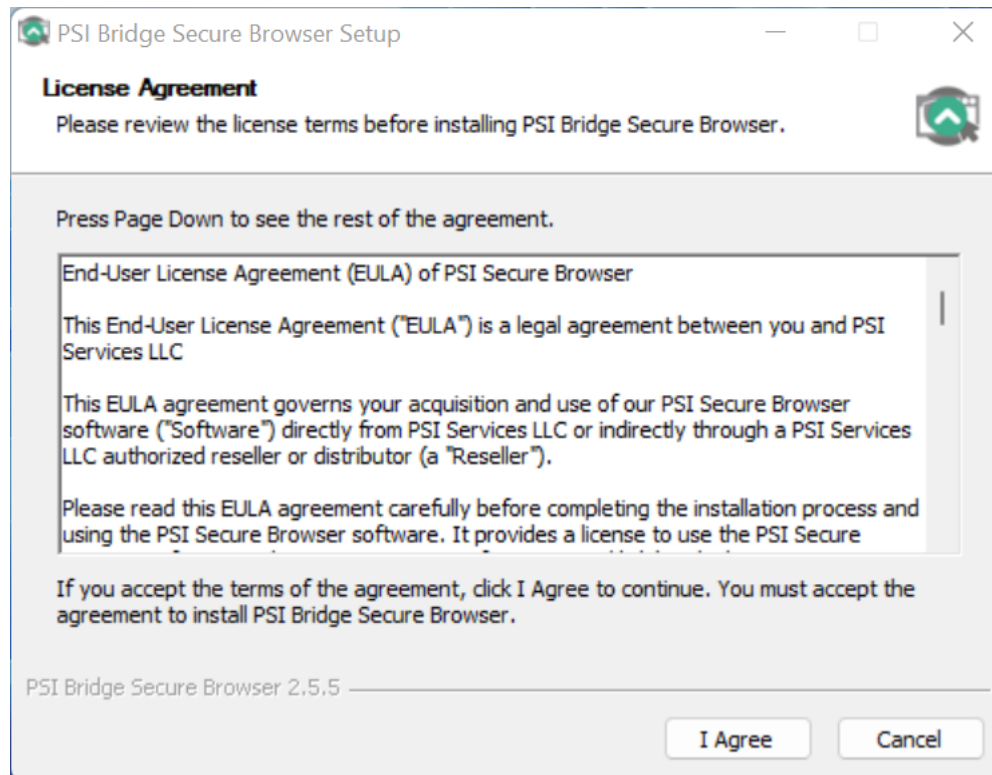 PSI Bridge Secure Browser Setup
License Agreement
Please review the license terms before installing PSI Bridge Secure Browser.
Press Page Down to see the rest of the agreement.
End-User License Agreement (EULA) of PSI Secure Browser
This End-User License Agreement ("EULA") is a legal agreement between you and PSI
Services LLC
This EULA agreement governs your acquisition and use of our PSI Secure Browser
software ("Software") directly from PSI Services LLC or indirectly through a PSI Services
LLC authorized reseller or distributor (a "Reseller").
Please read this EULA agreement carefully before completing the installation process and
using the PSI Secure Browser software. It provides a license to use the PSI Secure
If you accept the terms of the agreement, click I Agree to continue. You must accept the
agreement to install PSI Bridge Secure Browser.
PSI Bridge Secure Browser 2.5.5
I Agree
Cancel